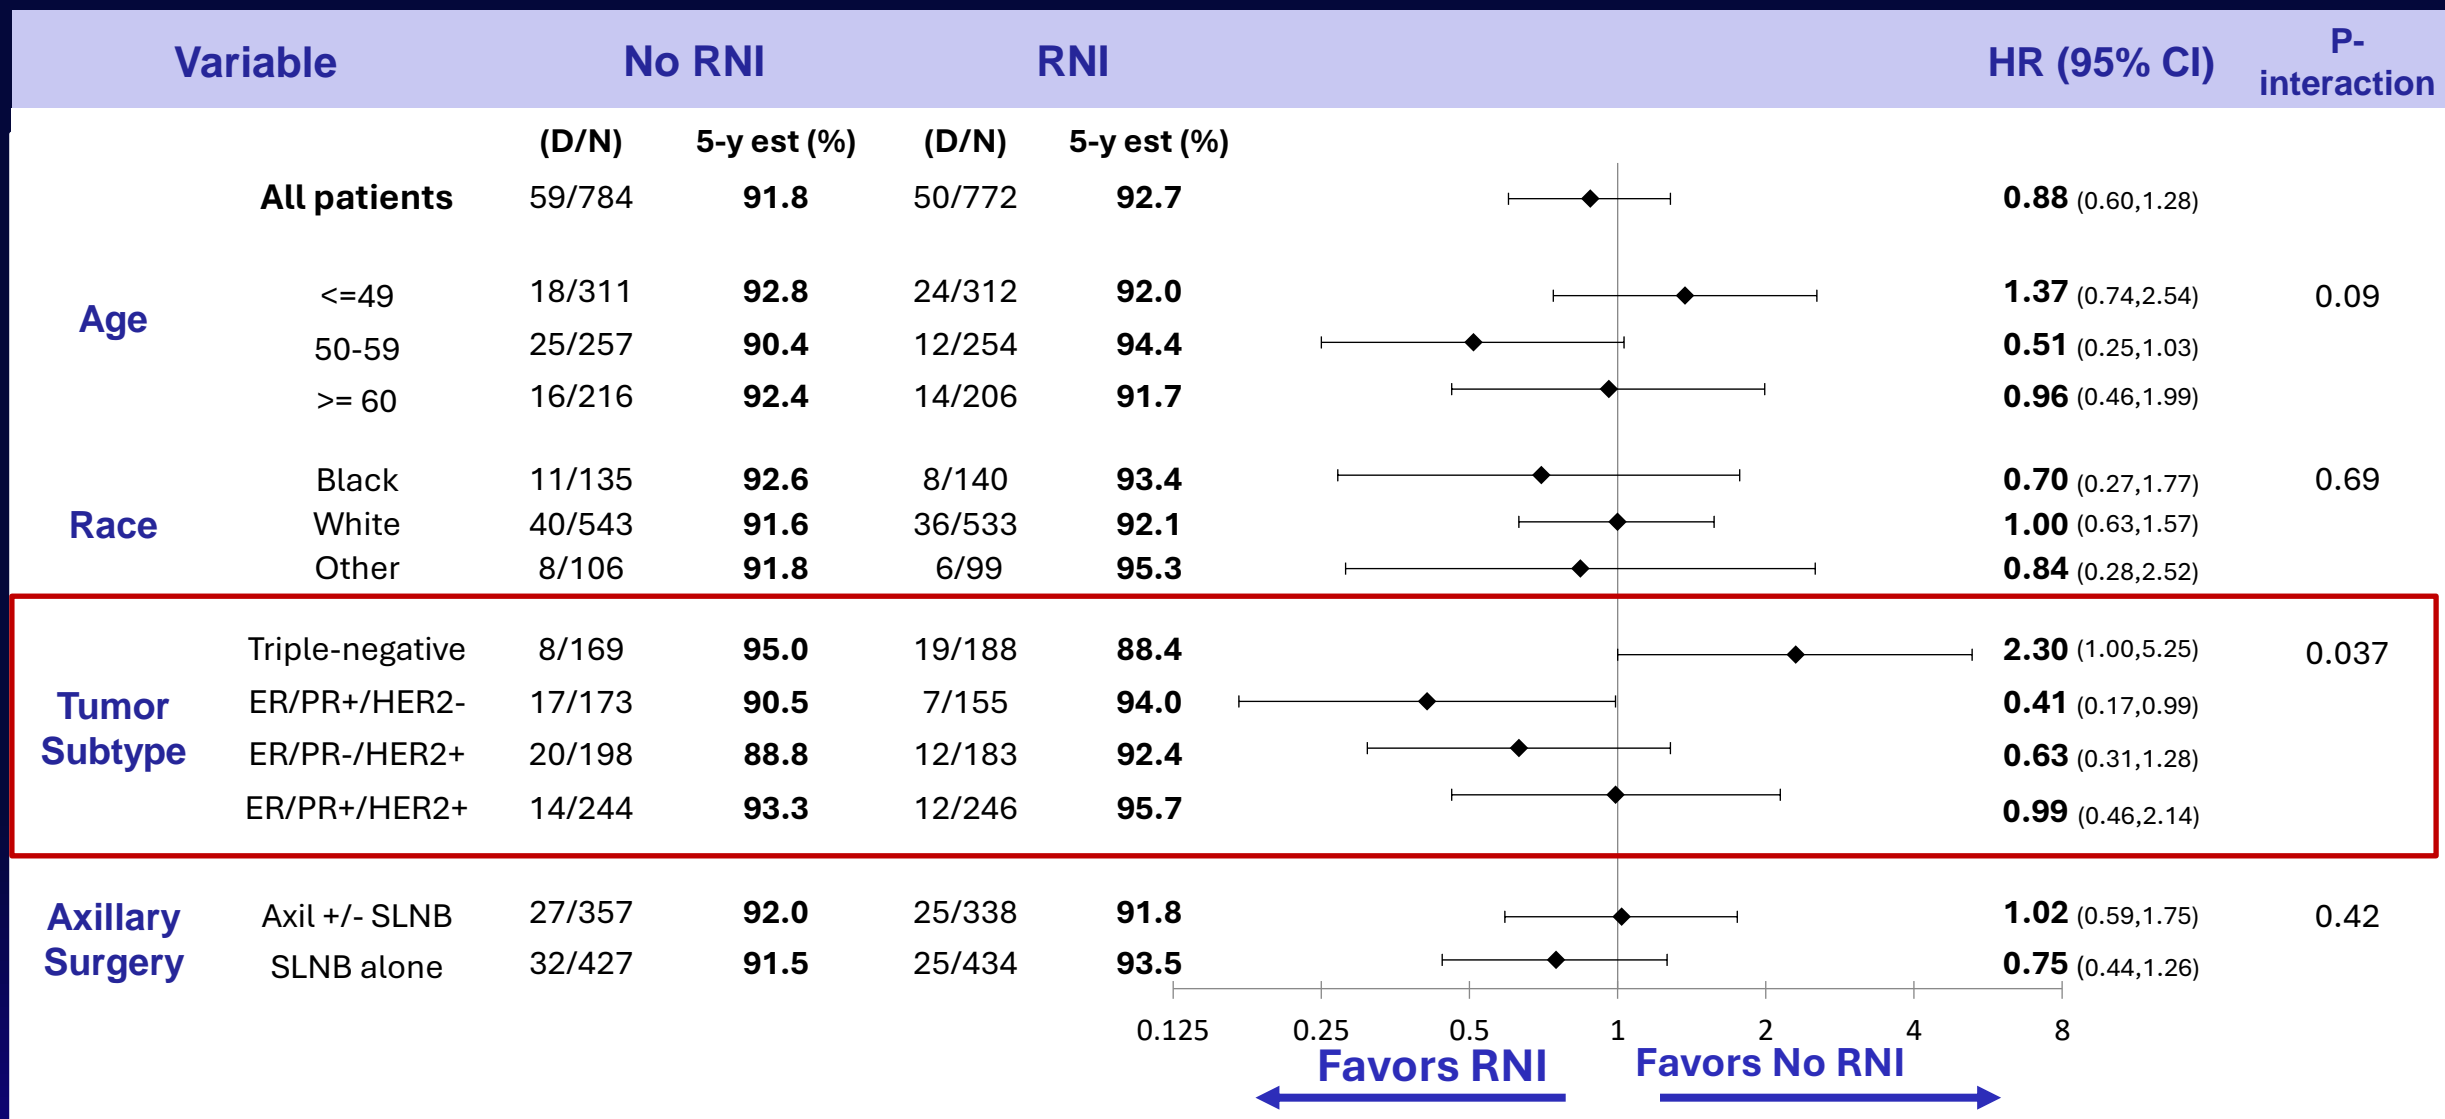 Variable No RNI RNI HR (95% CI) P-interaction
(D/N) 5-y est (%) (D/N) 5-y est (%)
All patients 59/784 91.8 50/772 92.7 0.88 (0.60,1.28)
Age
<=49 18/311 92.8 24/312 92.0 1.37 (0.74,2.54) 0.09
50-59 25/257 90.4 12/254 94.4 0.51 (0.25,1.03)
>= 60 16/216 92.4 14/206 91.7 0.96 (0.46,1.99)
Race
Black 11/135 92.6 8/140 93.4 0.70 (0.27,1.77) 0.69
White 40/543 91.6 36/533 92.1 1.00 (0.63,1.57)
Other 8/106 91.8 6/99 95.3 0.84 (0.28,2.52)
Tumor Subtype
Triple-negative 8/169 95.0 19/188 88.4 2.30 (1.00,5.25) 0.037
ER/PR+/HER2- 17/173 90.5 7/155 94.0 0.41 (0.17,0.99)
ER/PR-/HER2+ 20/198 88.8 12/183 92.4 0.63 (0.31,1.28)
ER/PR+/HER2+ 14/244 93.3 12/246 95.7 0.99 (0.46,2.14)
Axillary Surgery
Axil +/- SLNB 27/357 92.0 25/338 91.8 1.02 (0.59,1.75) 0.42
SLNB alone 32/427 91.5 25/434 93.5 0.75 (0.44,1.26)
0.125 0.25 0.5 1 2 4 8
Favors RNI Favors No RNI